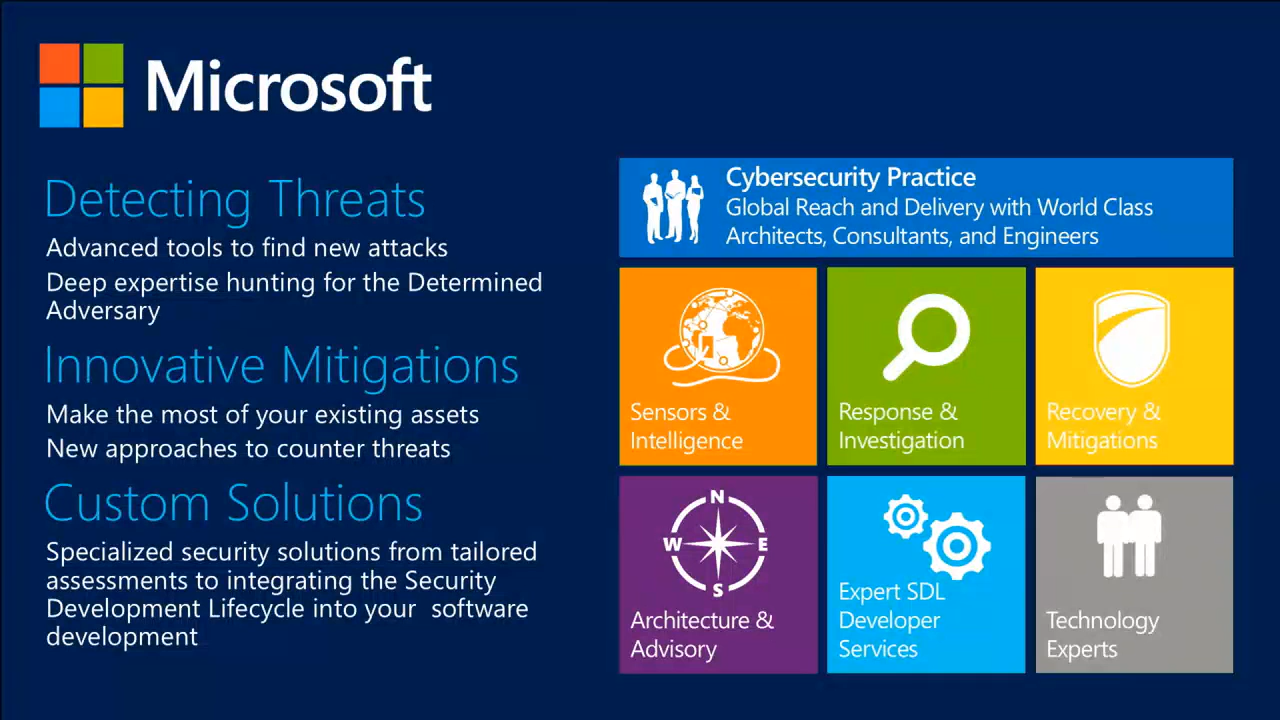 Microsoft
Detecting Threats
Advanced tools to find new attacks
Deep expertise hunting for the Determined
Adversary
Innovative Mitigations
Make the most of your existing assets
New approaches to counter threats
Custom Solutions
Specialized security solutions from tailored
assessments to integrating the Security
Development Lifecycle into your  software
development
Cybersecurity Practice
Global Reach and Delivery with World Class
Architects, Consultants, and Engineers
Sensors &
Intelligence
Response &
Investigation
Recovery &
Mitigations
N
W E
S
Architecture &
Advisory
Expert SDL
Developer
Services
Technology
Experts